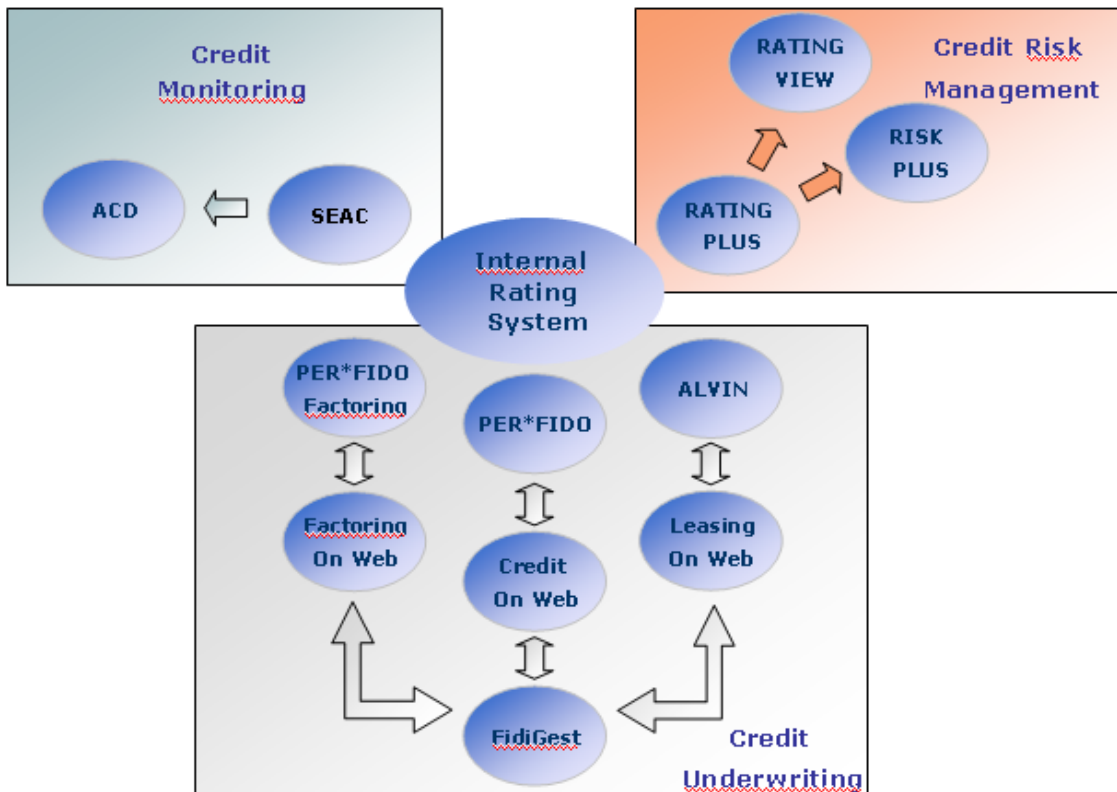 Credit
Monitoring
ACD
SEAC
RATING
VIEW
Credit Risk
Management
RISK
PLUS
RATING
PLUS
Internal
Rating
System
PER*FIDO
Factoring
PER*FIDO
ALVIN
Factoring
On Web
Credit
On Web
Leasing
On Web
FidiGest
Credit
Underwriting